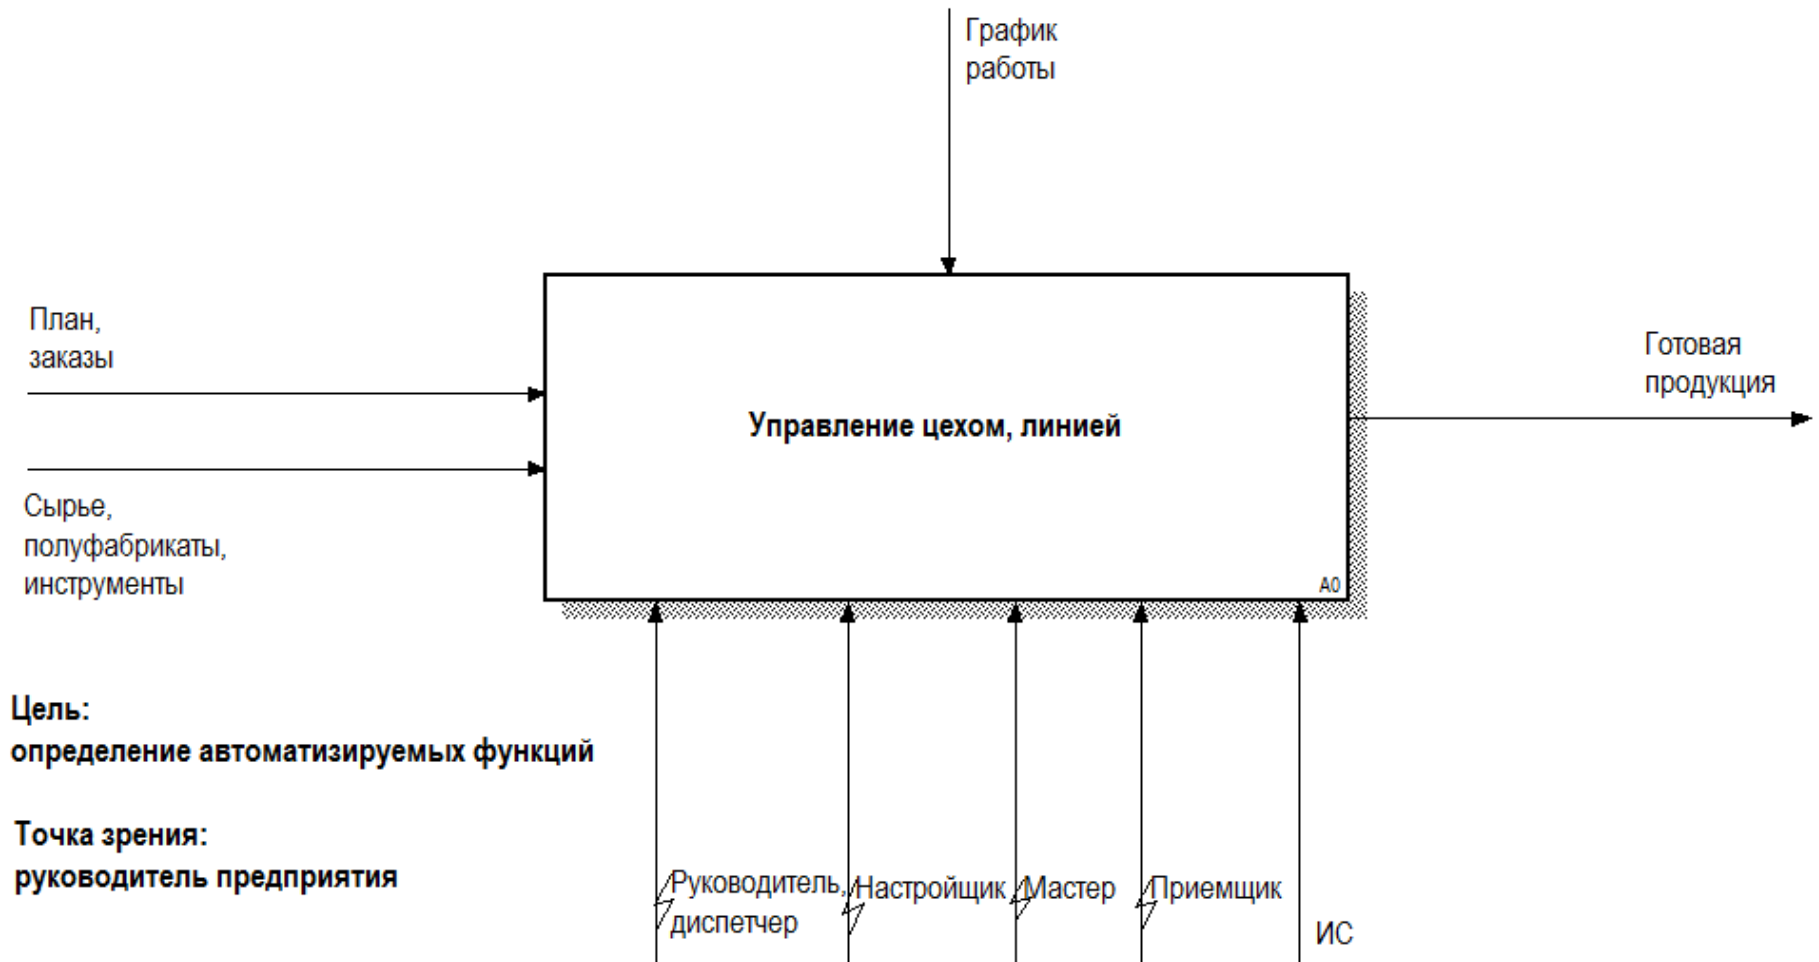 График
работы
План,
заказы
Готовая
продукция
Управление цехом, линией
Сырье,
полуфабрикаты,
инструменты
A0
Цель:
определение автоматизируемых функций
Точка зрения:
руководитель предприятия
Руководитель,
диспетчер
Настройщик
Мастер
Приемщик
ИС